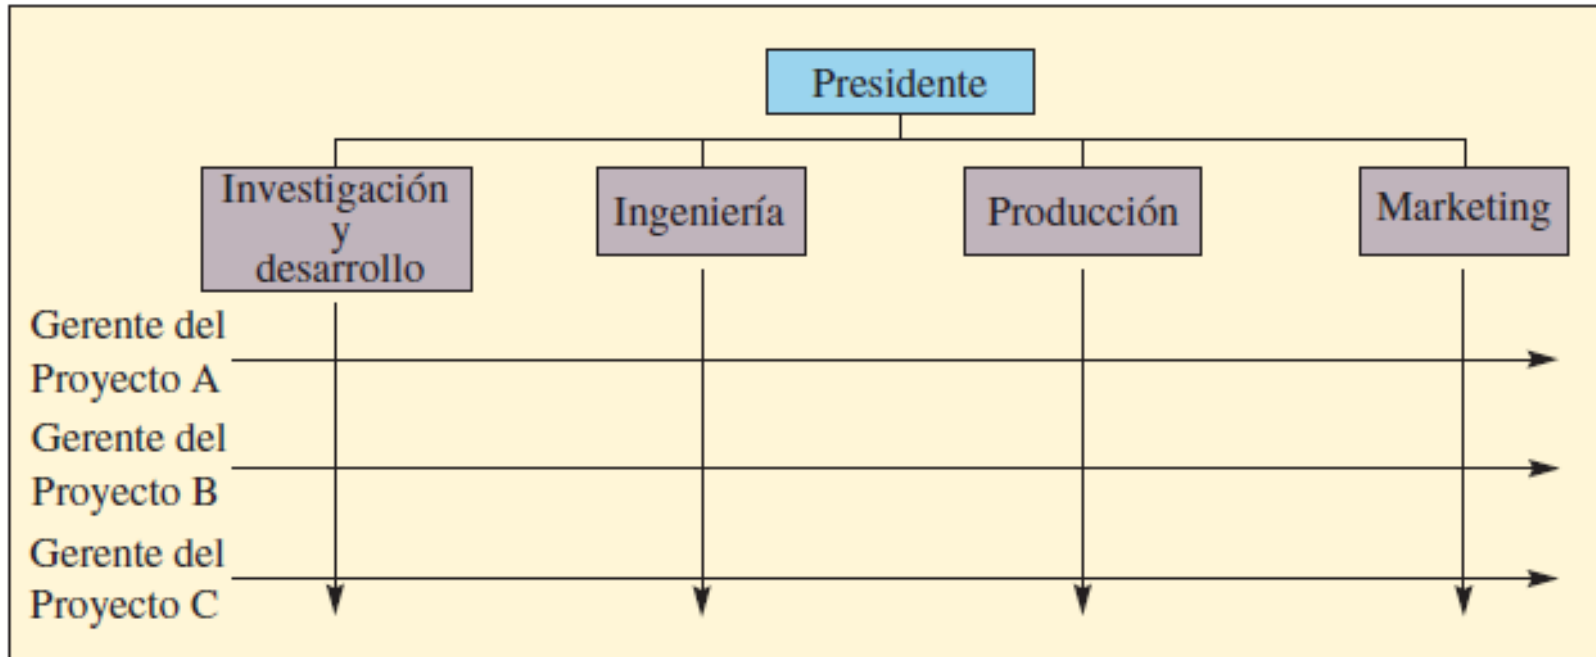 Presidente
Investigación
y
desarrollo
Ingeniería
Producción
Marketing
Gerente del
Proyecto A
Gerente del
Proyecto B
Gerente del
Proyecto C